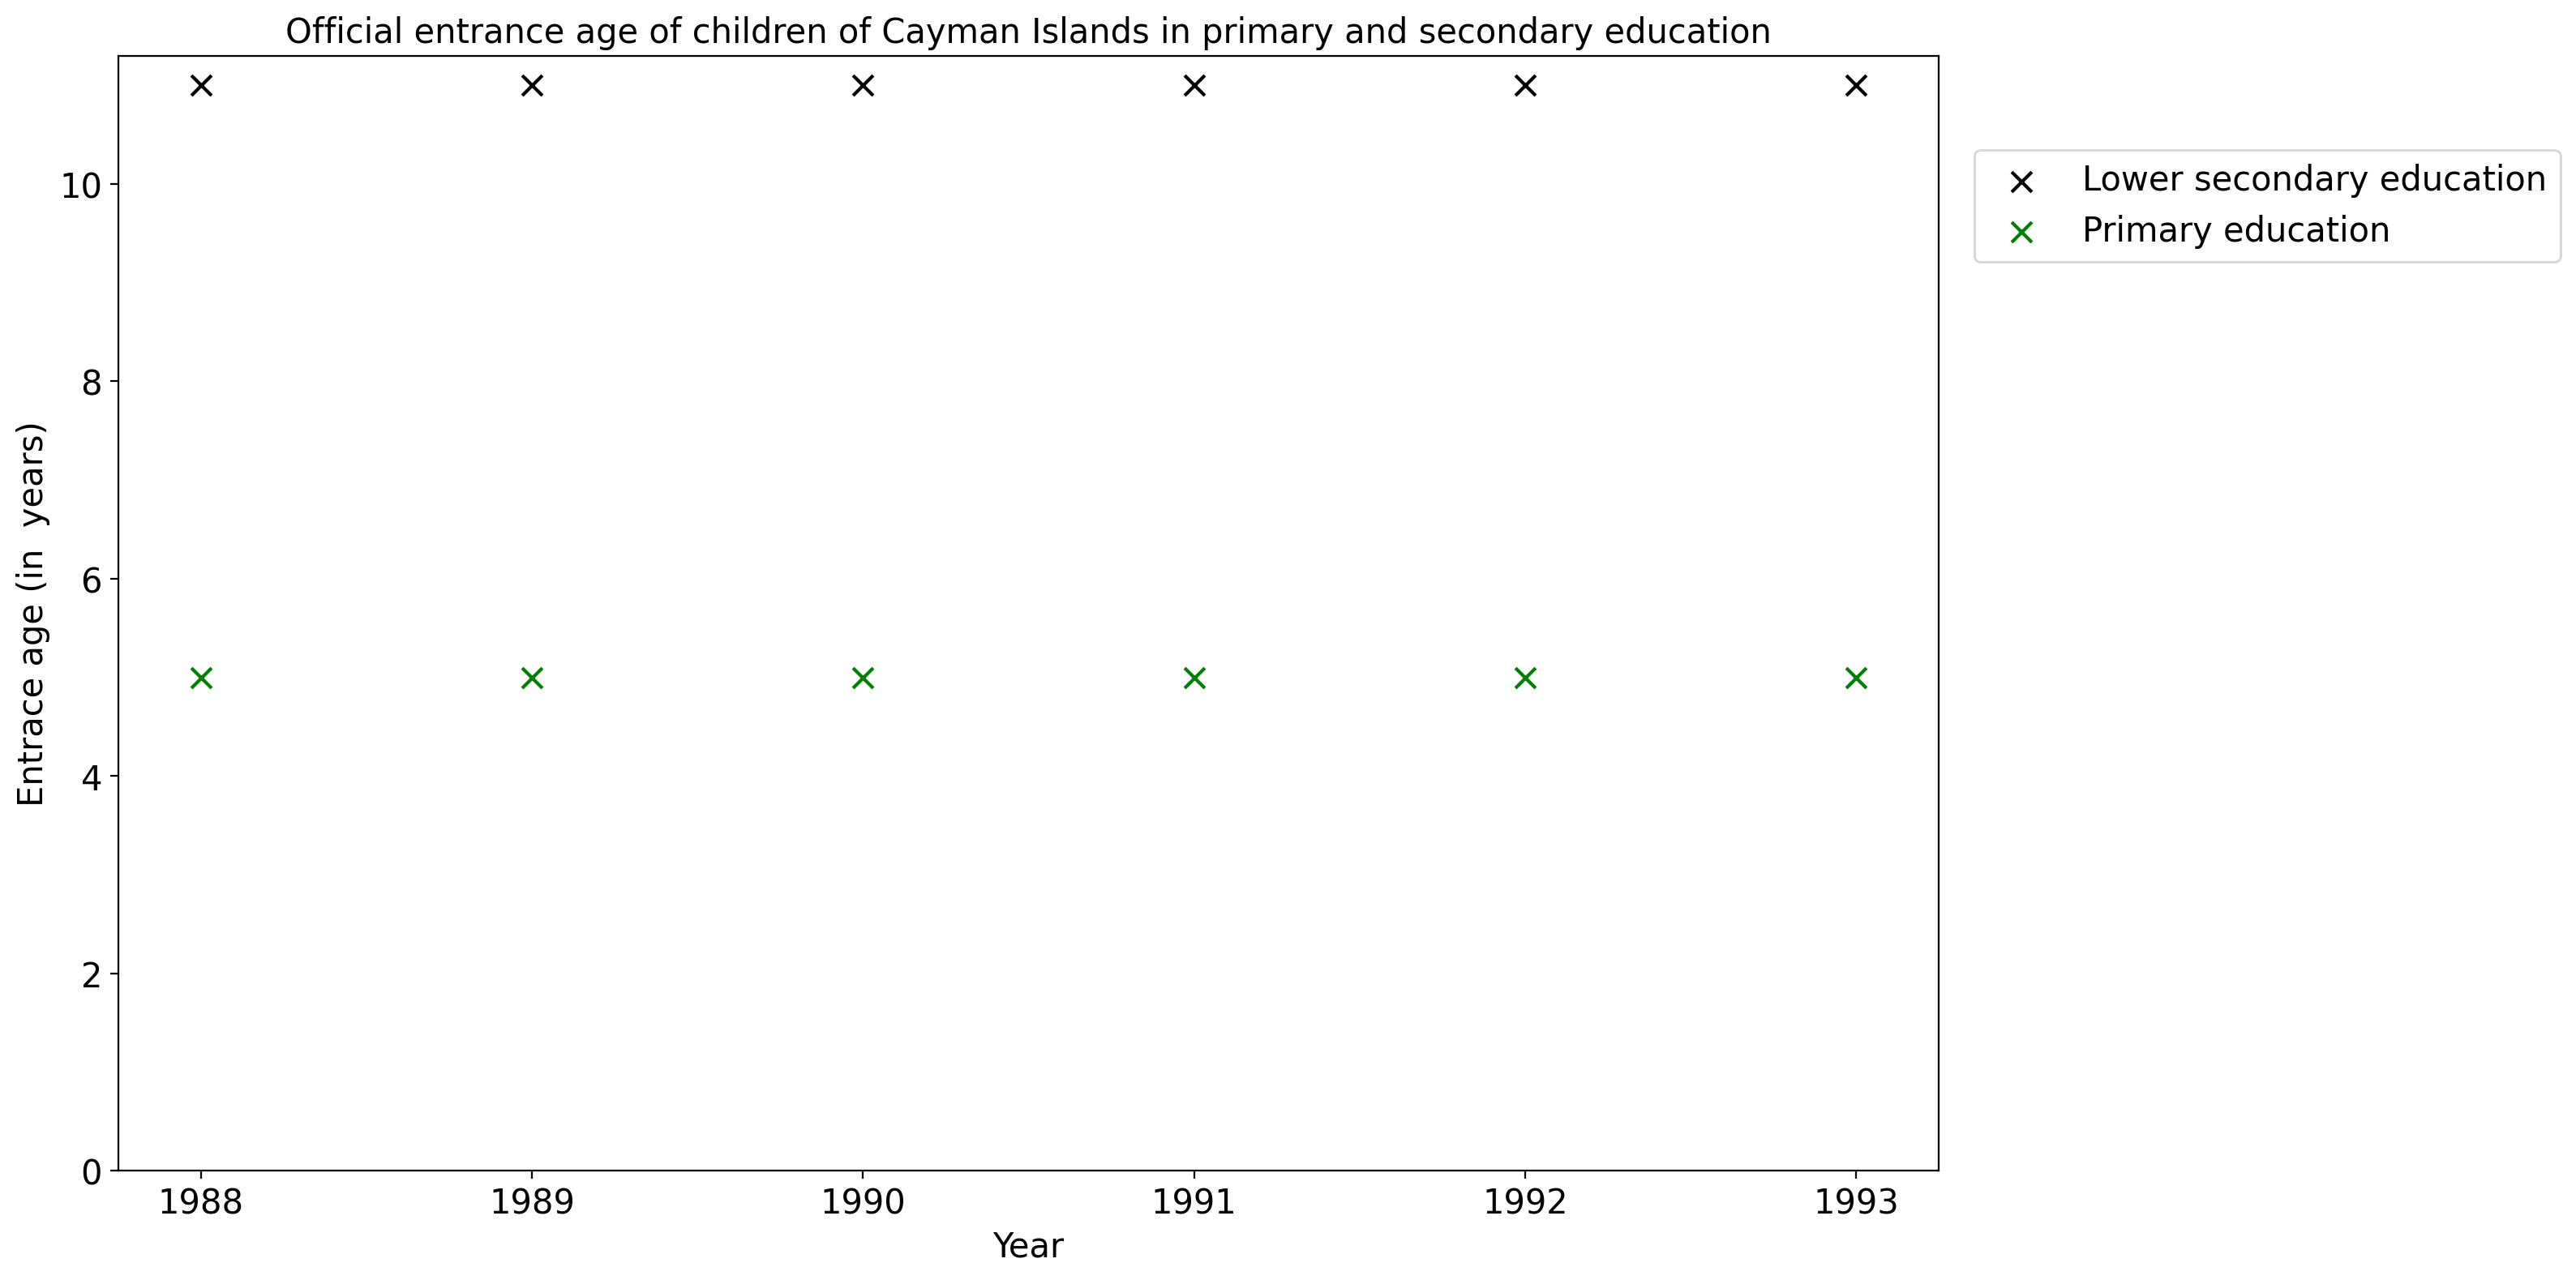 Official entrance age of children of Cayman Islands in primary and secondary education
Entrace age (in  years)
10
8
6
4
2
0
1988 1989 1990 1991 1992 1993
Year
Lower secondary education
Primary education